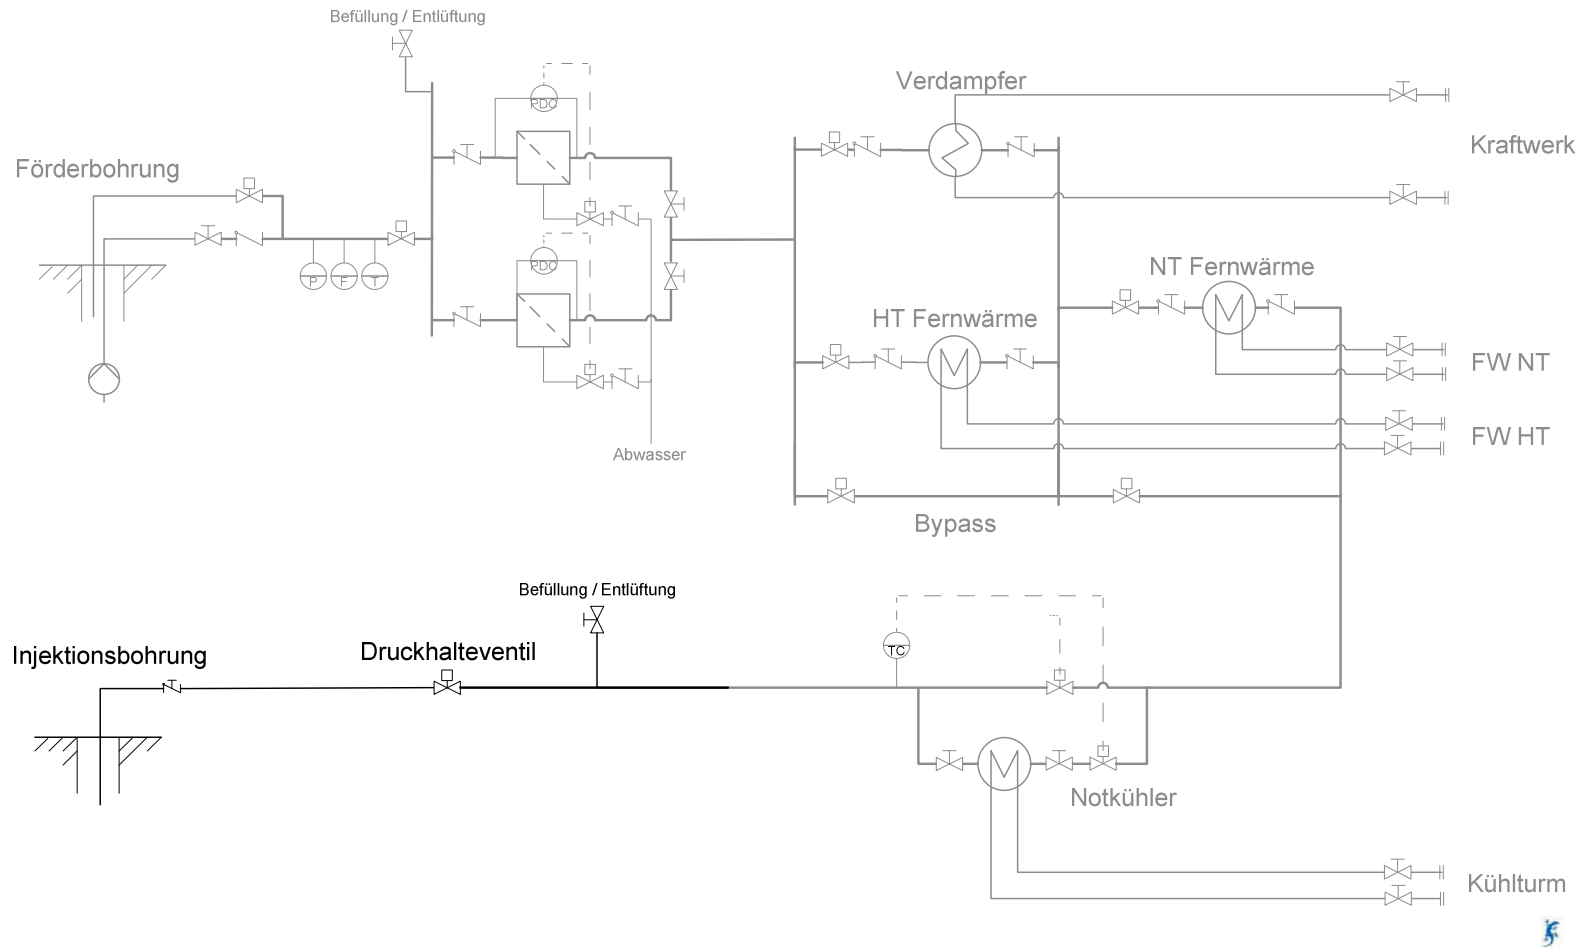 Befüllung / Entlüftung
Verdampfer
PDC
Kraftwerk
Förderbohrung
P
F
T
PDC
NT Fernwärme
HT Fernwärme
FW NT
FW HT
Abwasser
Bypass
Befüllung / Entlüftung
Injektionsbohrung
Druckhalteventil
TC
Notkühler
Kühlturm